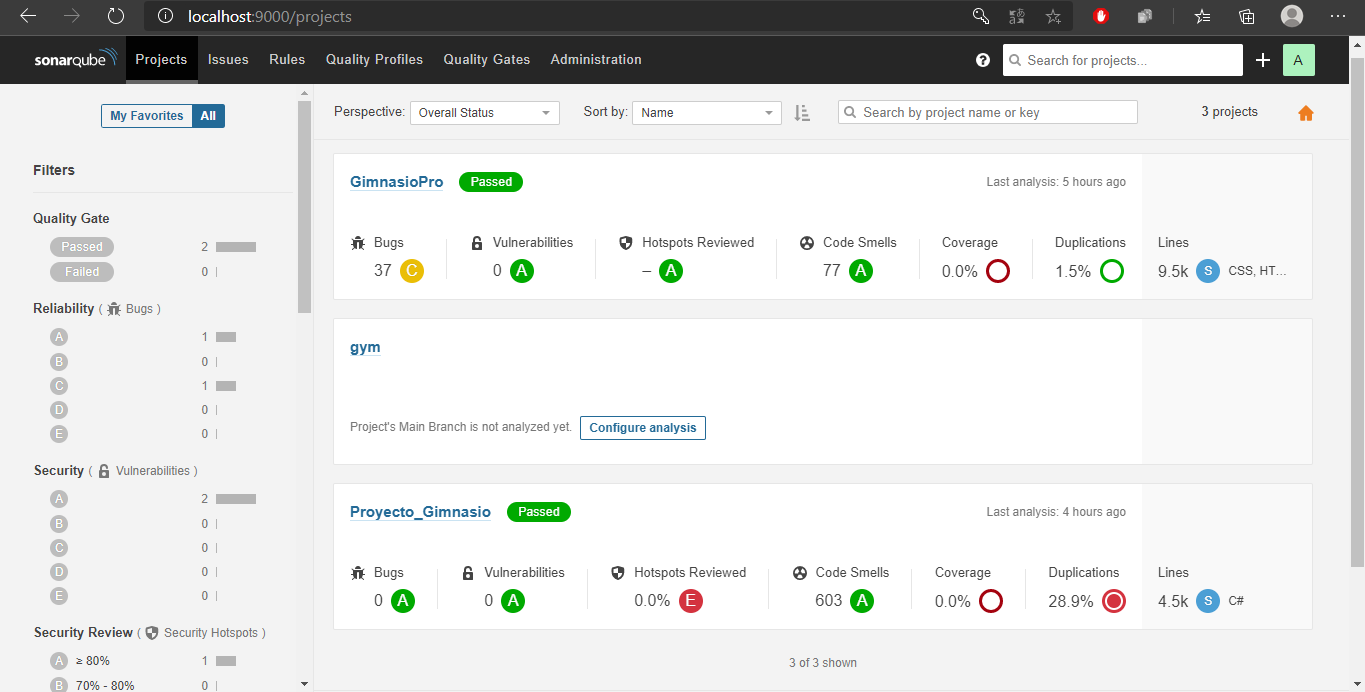 localhost:9000/projects
sonarqube Projects Issues Rules Quality Profiles Quality Gates Administration ? Search for projects... A
My Favorites All
Perspective: Overall Status Sort by: Name Search by project name or key 3 projects
Filters
Quality Gate
Passed 2
Failed 0
Reliability ( Bugs )
A 1
B 0
C 1
D 0
E 0
Security ( Vulnerabilities )
A 2
B 0
C 0
D 0
E 0
Security Review ( Security Hotspots )
A ≥ 80% 1
B 70% - 80% 0
GimnasioPro Passed Last analysis: 5 hours ago
Bugs Vulnerabilities Hotspots Reviewed Code Smells Coverage Duplications Lines
37 C 0 A – A 77 A 0.0% 1.5% 9.5k S CSS, HT...
gym
Project's Main Branch is not analyzed yet. Configure analysis
Proyecto_Gimnasio Passed Last analysis: 4 hours ago
Bugs Vulnerabilities Hotspots Reviewed Code Smells Coverage Duplications Lines
0 A 0 A 0.0% E 603 A 0.0% 28.9% 4.5k S C#
3 of 3 shown